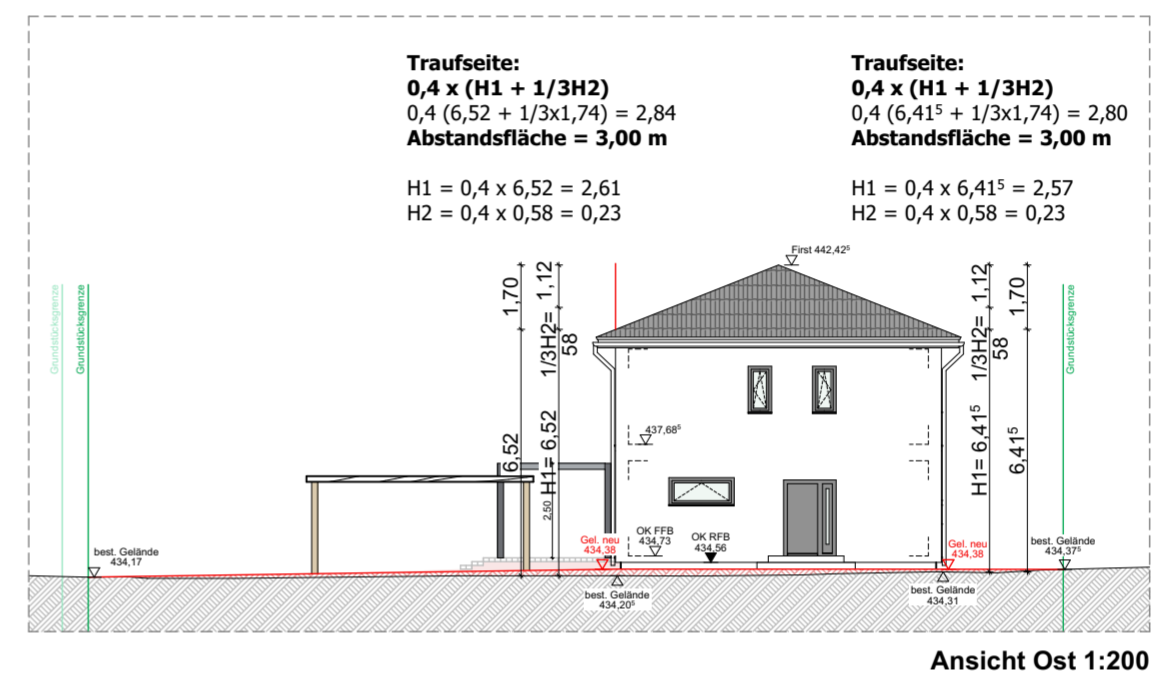 Traufseite:
0,4 x (H1 + 1/3H2)
0,4 (6,52 + 1/3x1,74) = 2,84
Abstandsfläche = 3,00 m
H1 = 0,4 x 6,52 = 2,61
H2 = 0,4 x 0,58 = 0,23
Traufseite:
0,4 x (H1 + 1/3H2)
0,4 (6,41⁵ + 1/3x1,74) = 2,80
Abstandsfläche = 3,00 m
H1 = 0,4 x 6,41⁵ = 2,57
H2 = 0,4 x 0,58 = 0,23
First 442,42⁵
Grundstücksgrenze
Grundstücksgrenze
1,70
6,52
1,12
1/3H2=
58
H1= 6,52
2,50
437,68⁵
OK FFB
434,73
OK RFB
434,56
1,12
1/3H2=
58
H1= 6,41⁵
1,70
6,41⁵
Grundstücksgrenze
best. Gelände
434,17
Gel. neu
434,38
best. Gelände
434,20⁵
Gel. neu
434,38
best. Gelände
434,31
best. Gelände
434,37⁵
Ansicht Ost 1:200